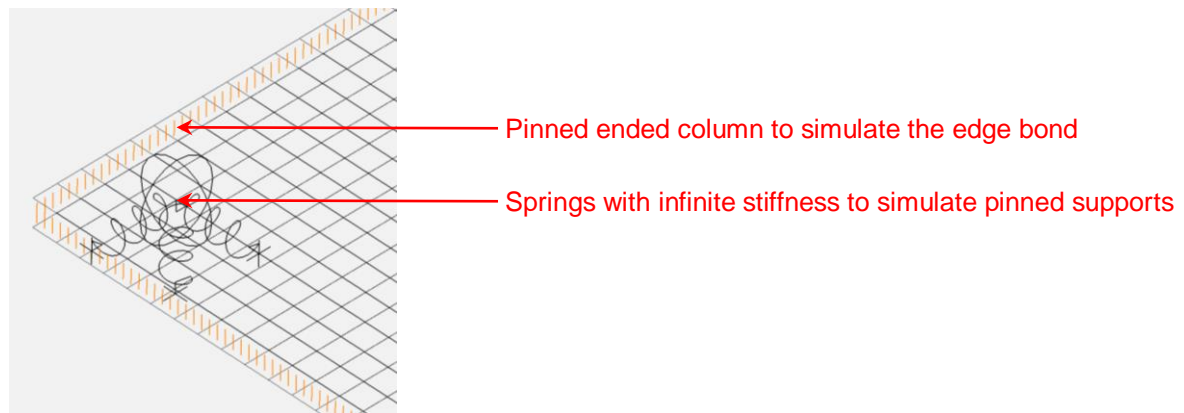 Pinned ended column to simulate the edge bond
Springs with infinite stiffness to simulate pinned supports